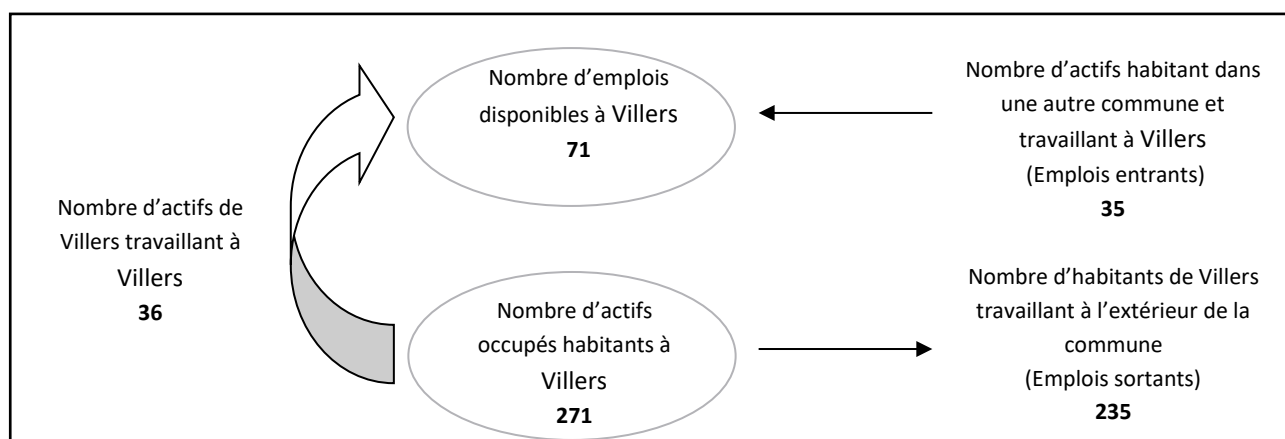 Nombre d’actifs de
Villers travaillant à
Villers
36
Nombre d’emplois
disponibles à Villers
71
Nombre d’actifs habitant dans
une autre commune et
travaillant à Villers
(Emplois entrants)
35
Nombre d’actifs
occupés habitants à
Villers
271
Nombre d’habitants de Villers
travaillant à l’extérieur de la
commune
(Emplois sortants)
235